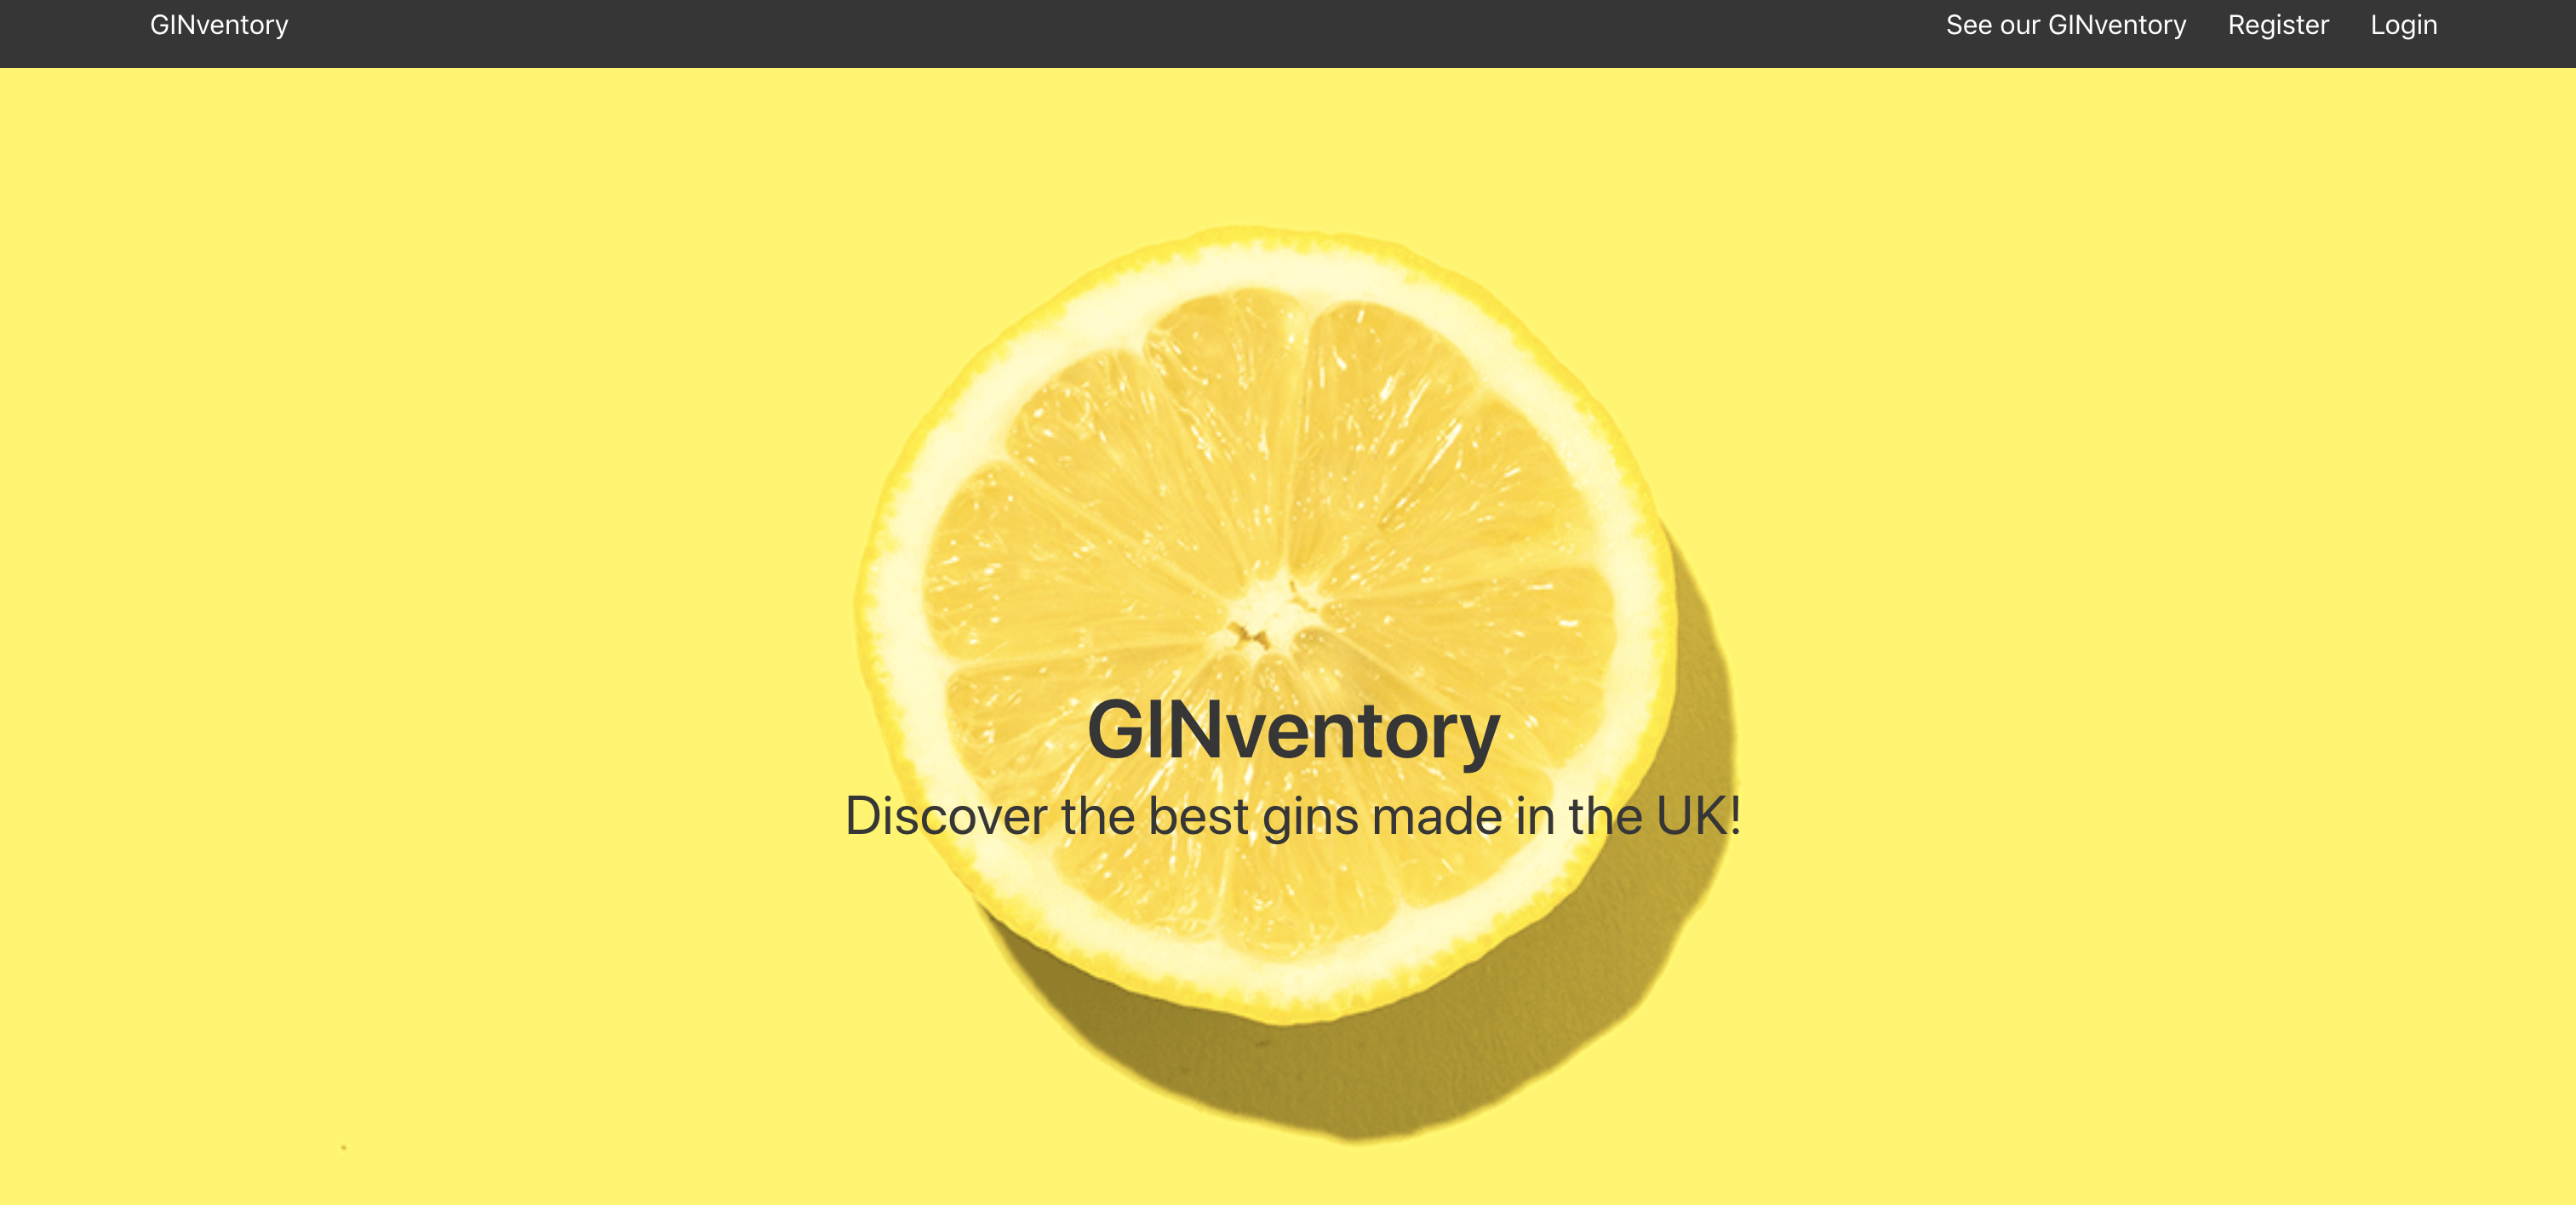 GINventory
See our GINventory
Register
Login
GINventory
Discover the best gins made in the UK!